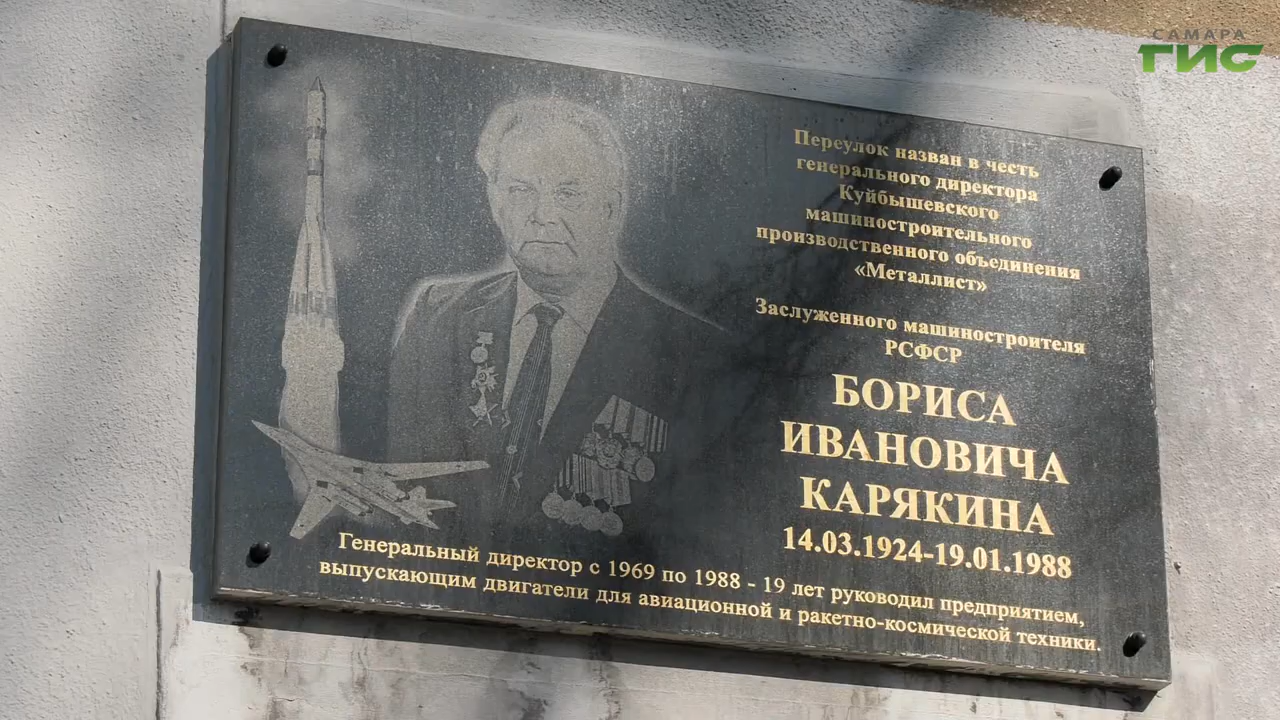 САМАРА
ГИС
Переулок назван в честь
генерального директора
Куйбышевского
машиностроительного
производственного объединения
«Металлист»
Заслуженного машиностроителя
РСФСР
БОРИСА
ИВАНОВИЧА
КАРЯКИНА
14.03.1924-19.01.1988
Генеральный директор с 1969 по 1988 - 19 лет руководил предприятием,
выпускающим двигатели для авиационной и ракетно-космической техники.